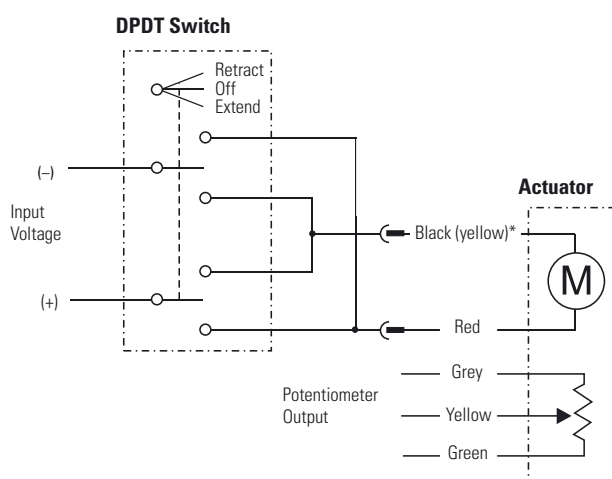 DPDT Switch
Retract
Off
Extend
(–)
Input
Voltage
(+)
Actuator
Black (yellow)*
M
Red
Grey
Potentiometer
Output
Yellow
Green